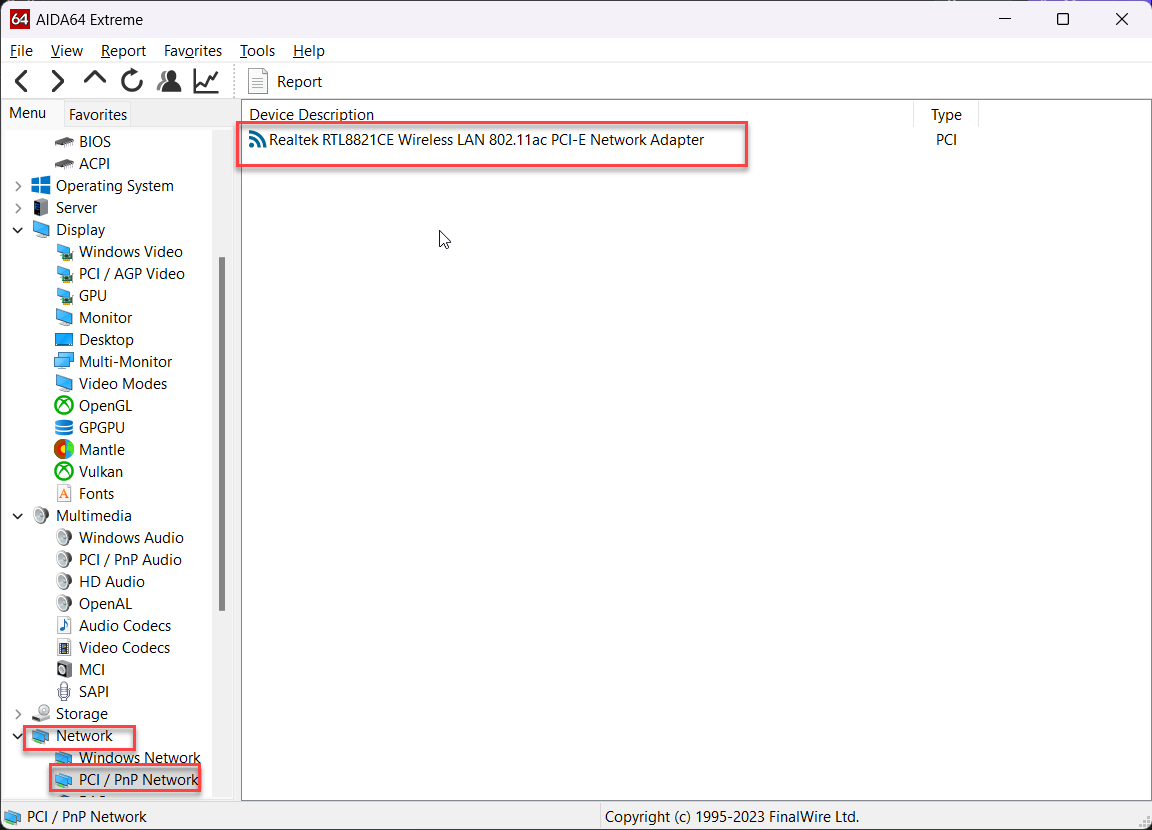 64 AIDA64 Extreme
File View Report Favorites Tools Help
Report
Menu Favorites
Device Description Type
Realtek RTL8821CE Wireless LAN 802.11ac PCI-E Network Adapter PCI
BIOS
ACPI
Operating System
Server
Display
Windows Video
PCI / AGP Video
GPU
Monitor
Desktop
Multi-Monitor
Video Modes
OpenGL
GPGPU
Mantle
Vulkan
A Fonts
Multimedia
Windows Audio
PCI / PnP Audio
HD Audio
OpenAL
Audio Codecs
Video Codecs
MCI
SAPI
Storage
Network
Windows Network
PCI / PnP Network
PCI / PnP Network
Copyright (c) 1995-2023 FinalWire Ltd.